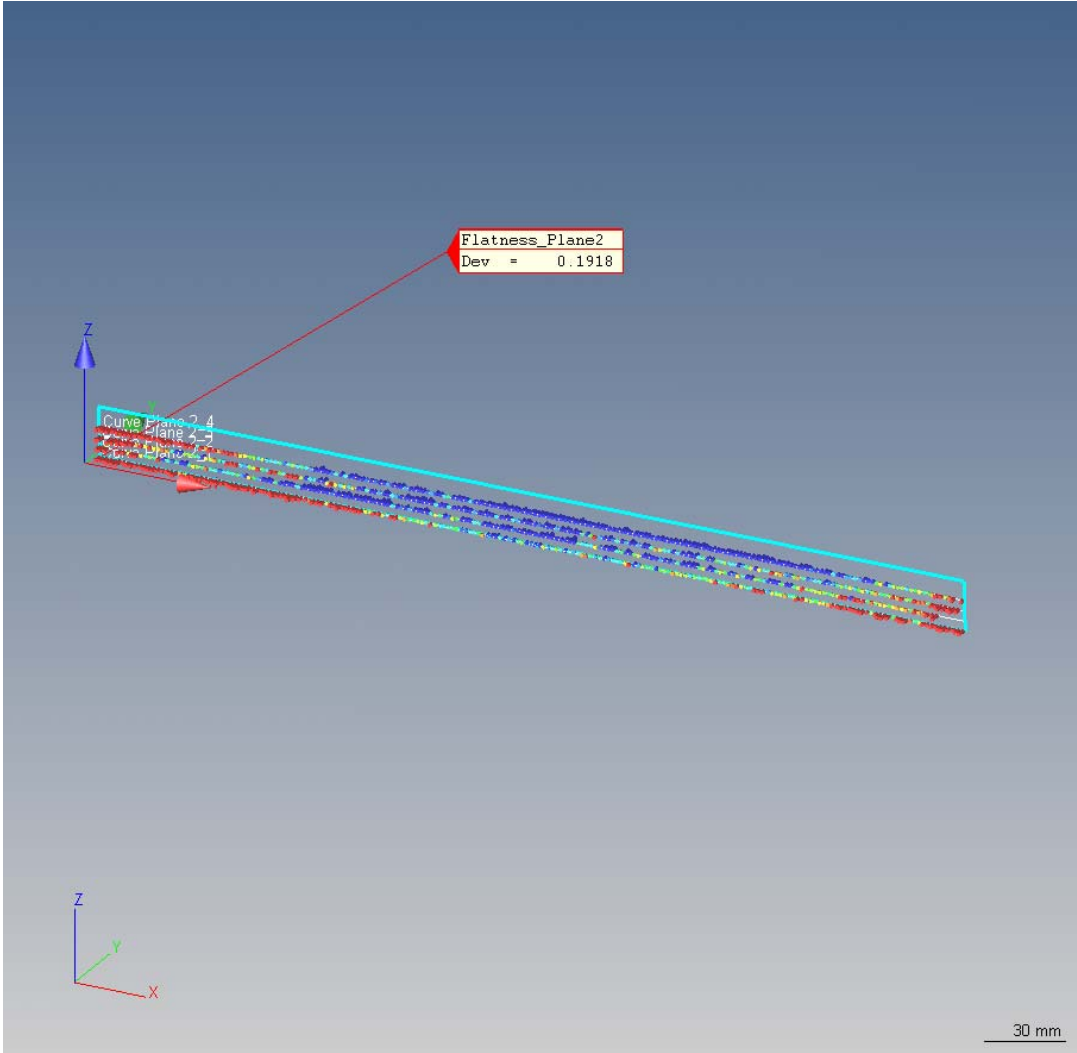 Flatness_Plane2
Dev = 0.1918
Z
Y
Curve Plane 2_4
Z
Y
X
30 mm